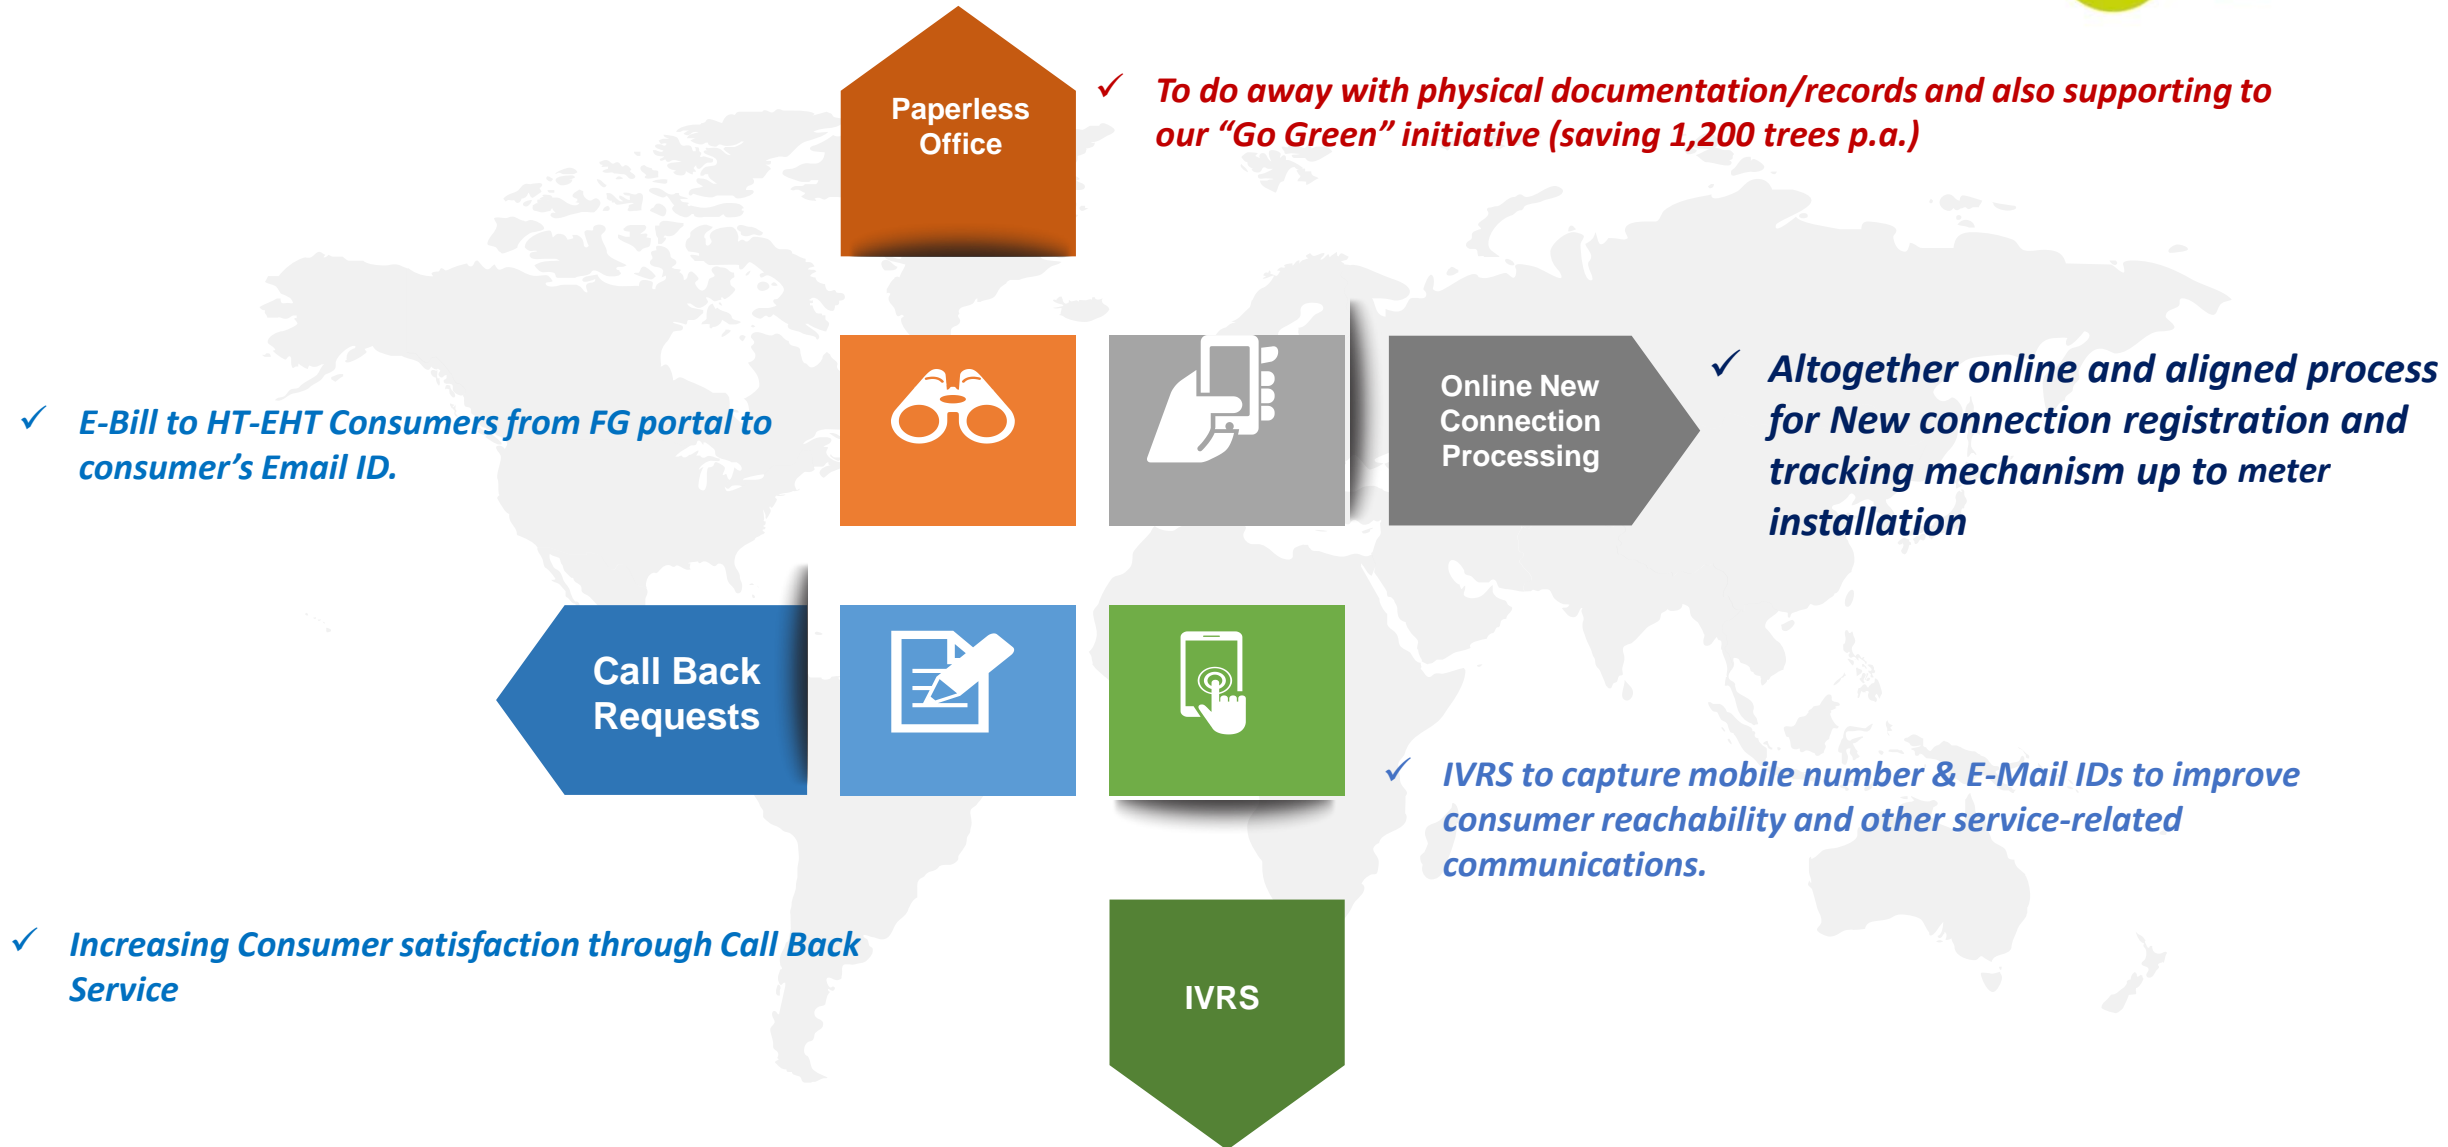 Paperless
Office
✓ To do away with physical documentation/records and also supporting to
our “Go Green” initiative (saving 1,200 trees p.a.)
✓ E-Bill to HT-EHT Consumers from FG portal to
consumer’s Email ID.
Online New
Connection
Processing
✓ Altogether online and aligned process
for New connection registration and
tracking mechanism up to meter
installation
Call Back
Requests
✓ IVRS to capture mobile number & E-Mail IDs to improve
consumer reachability and other service-related
communications.
✓ Increasing Consumer satisfaction through Call Back
Service
IVRS